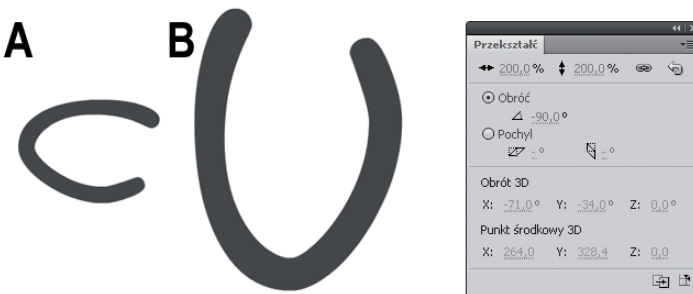 A B
Przekształć
200,0 % 200,0 %
Obróć
-90,0 °
Pochyl
- ° - °
Obrót 3D
X: -71,0 ° Y: -34,0 ° Z: 0,0 °
Punkt środkowy 3D
X: 264,0 Y: 328,4 Z: 0,0